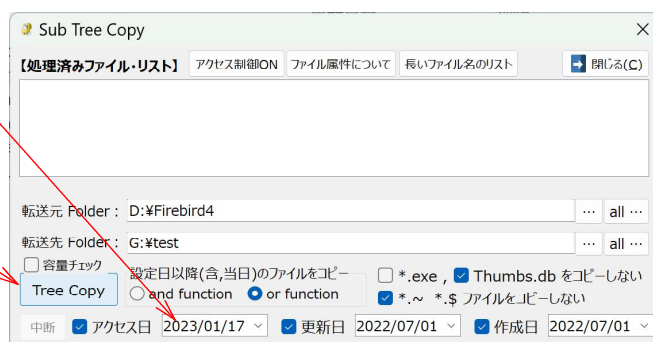 Sub Tree Copy
【処理済みファイル・リスト】 アクセス制御ON ファイル属性について 長いファイル名のリスト 閉じる(C)
転送元 Folder : D:¥Firebird4 ... all ...
転送先 Folder : G:¥test ... all ...
容量チェック 設定日以降(含,当日)のファイルをコピー *.exe , Thumbs.db をコピーしない
Tree Copy and function or function *.~ *.$ ファイルをコピーしない
中断 アクセス日 2023/01/17 更新日 2022/07/01 作成日 2022/07/01